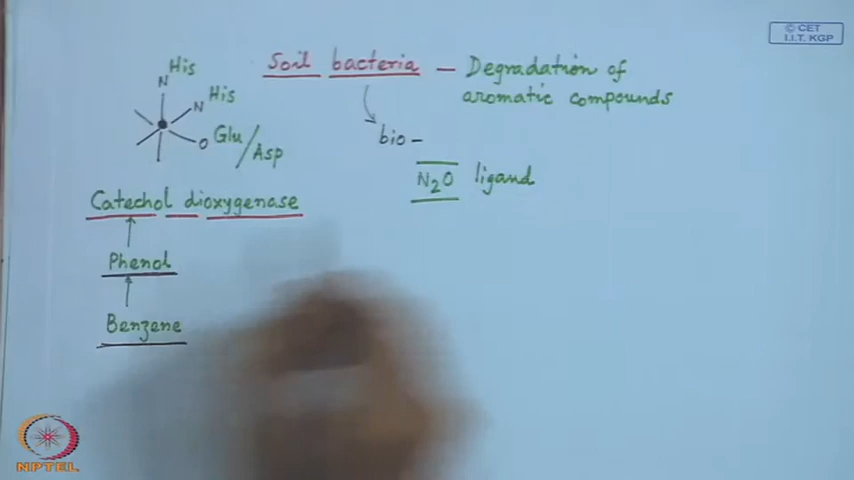 © CET
I.I.T. KGP
Soil bacteria — Degradation of
aromatic compounds
bio -
N2O ligand
N His
N His
O Glu/Asp
Catechol dioxygenase
Phenol
Benzene
NPTEL